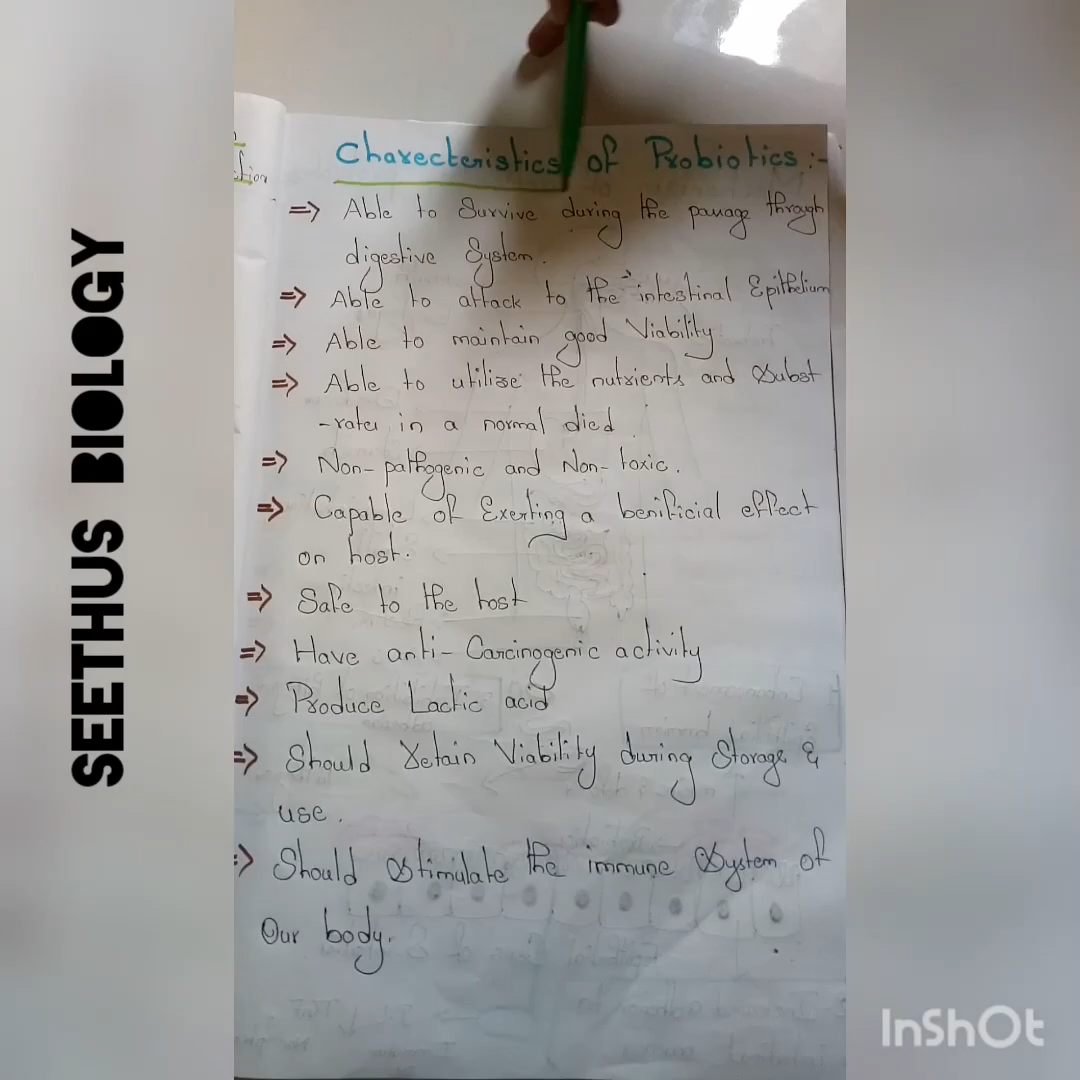 SEETHUS BIOLOGY
Charecteristics of Probiotics :-
=> Able to Survive during the passage through
digestive System.
=> Able to attack to the intestinal Epithelium
=> Able to maintain good Viability
=> Able to utilise the nutrients and Subst
-rates in a normal died.
=> Non-pathogenic and Non-toxic.
=> Capable of Exerting a benificial effect
on host.
=> Safe to the host
=> Have anti-Carcinogenic activity
=> Produce Lactic acid
=> Should retain Viability during Storage &
use.
=> Should Stimulate the immune System of
Our body.
InShOt